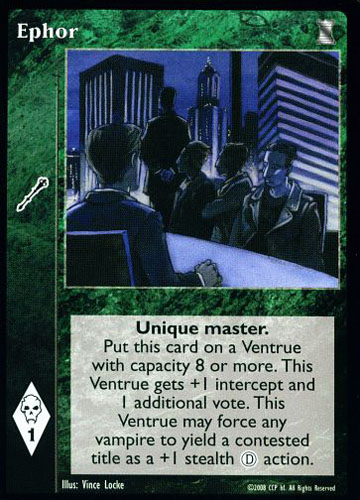 Ephor
Unique master.
Put this card on a Ventrue
with capacity 8 or more. This
Ventrue gets +1 intercept and
1 additional vote. This
Ventrue may force any
vampire to yield a contested
title as a +1 stealth Ⓓ action.
1
Illus: Vince Locke ©2008 CCP hf. All Rights Reserved